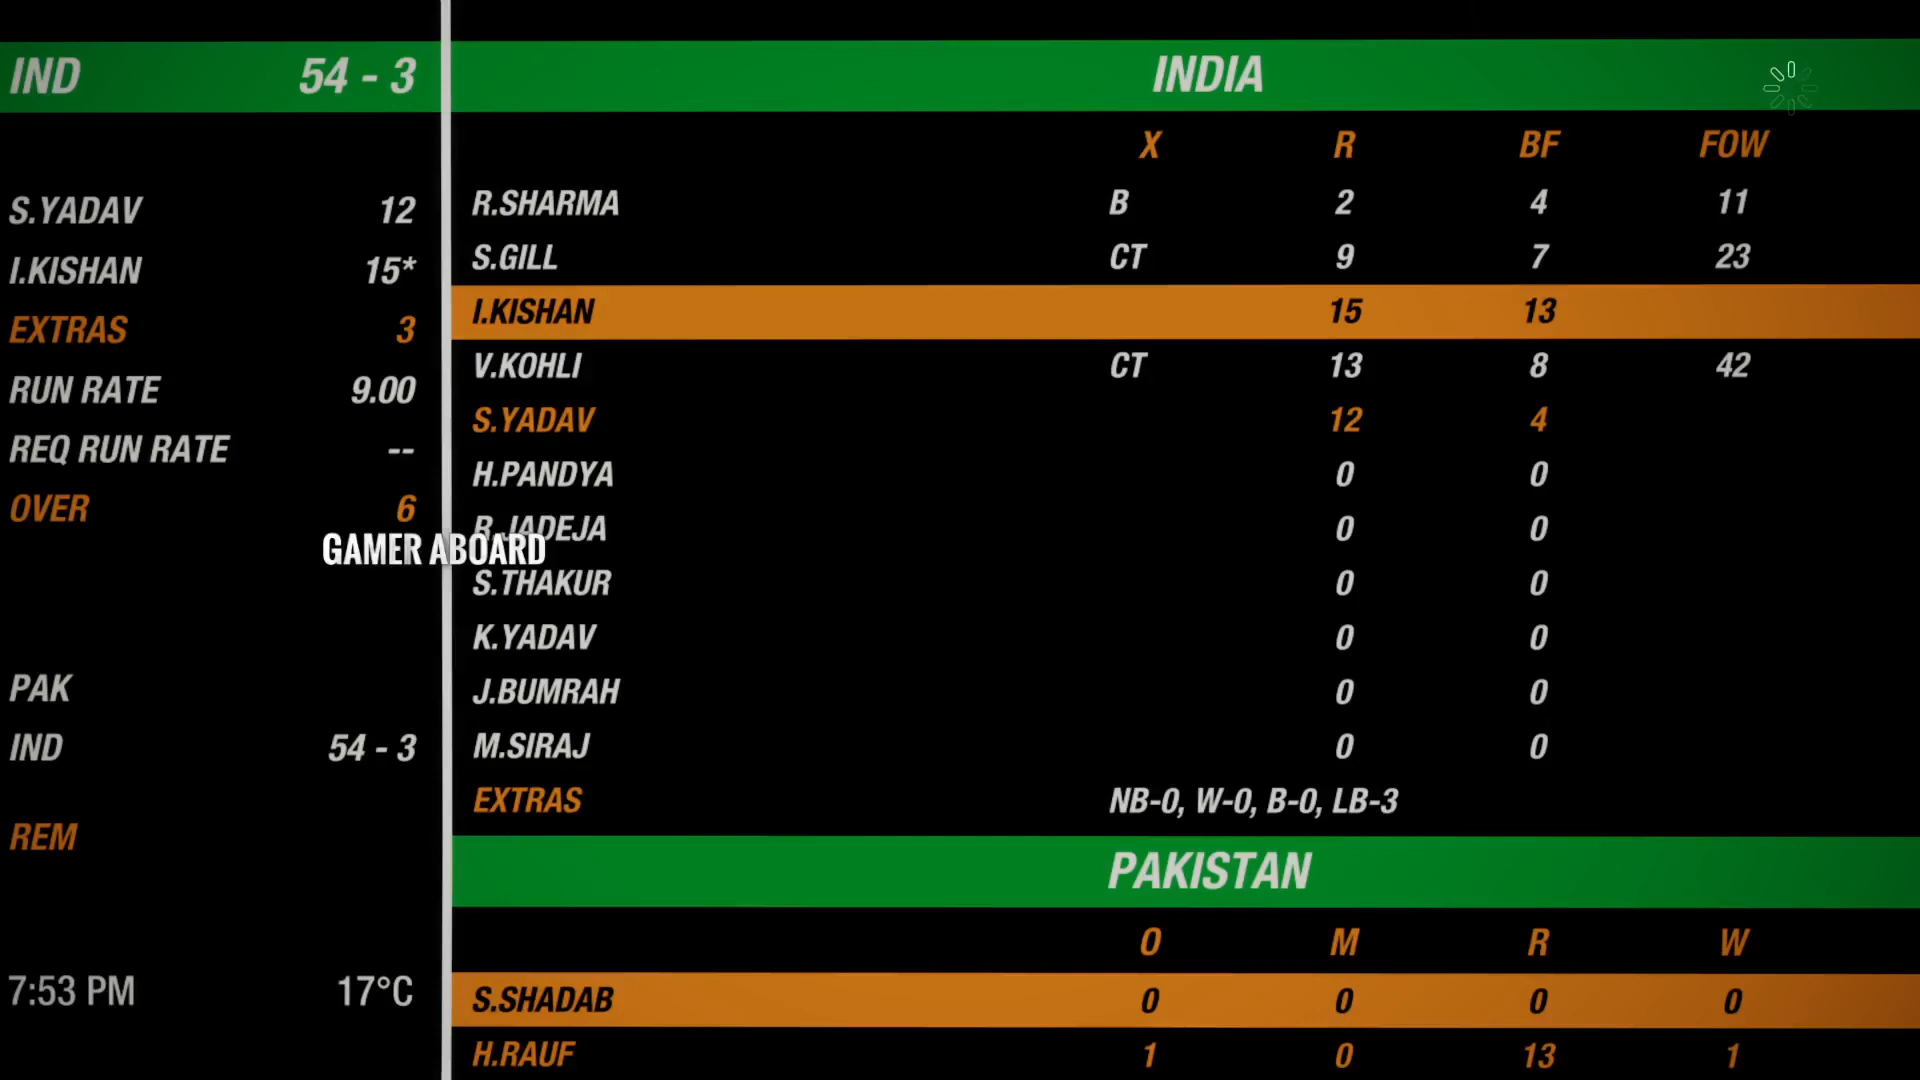 IND 54 - 3
S.YADAV 12
I.KISHAN 15*
EXTRAS 3
RUN RATE 9.00
REQ RUN RATE --
OVER 6
GAMER ABOARD
PAK
IND 54 - 3
REM
7:53 PM 17°C
INDIA
X R BF FOW
R.SHARMA B 2 4 11
S.GILL CT 9 7 23
I.KISHAN 15 13
V.KOHLI CT 13 8 42
S.YADAV 12 4
H.PANDYA 0 0
R.JADEJA 0 0
S.THAKUR 0 0
K.YADAV 0 0
J.BUMRAH 0 0
M.SIRAJ 0 0
EXTRAS NB-0, W-0, B-0, LB-3
PAKISTAN
O M R W
S.SHADAB 0 0 0 0
H.RAUF 1 0 13 1